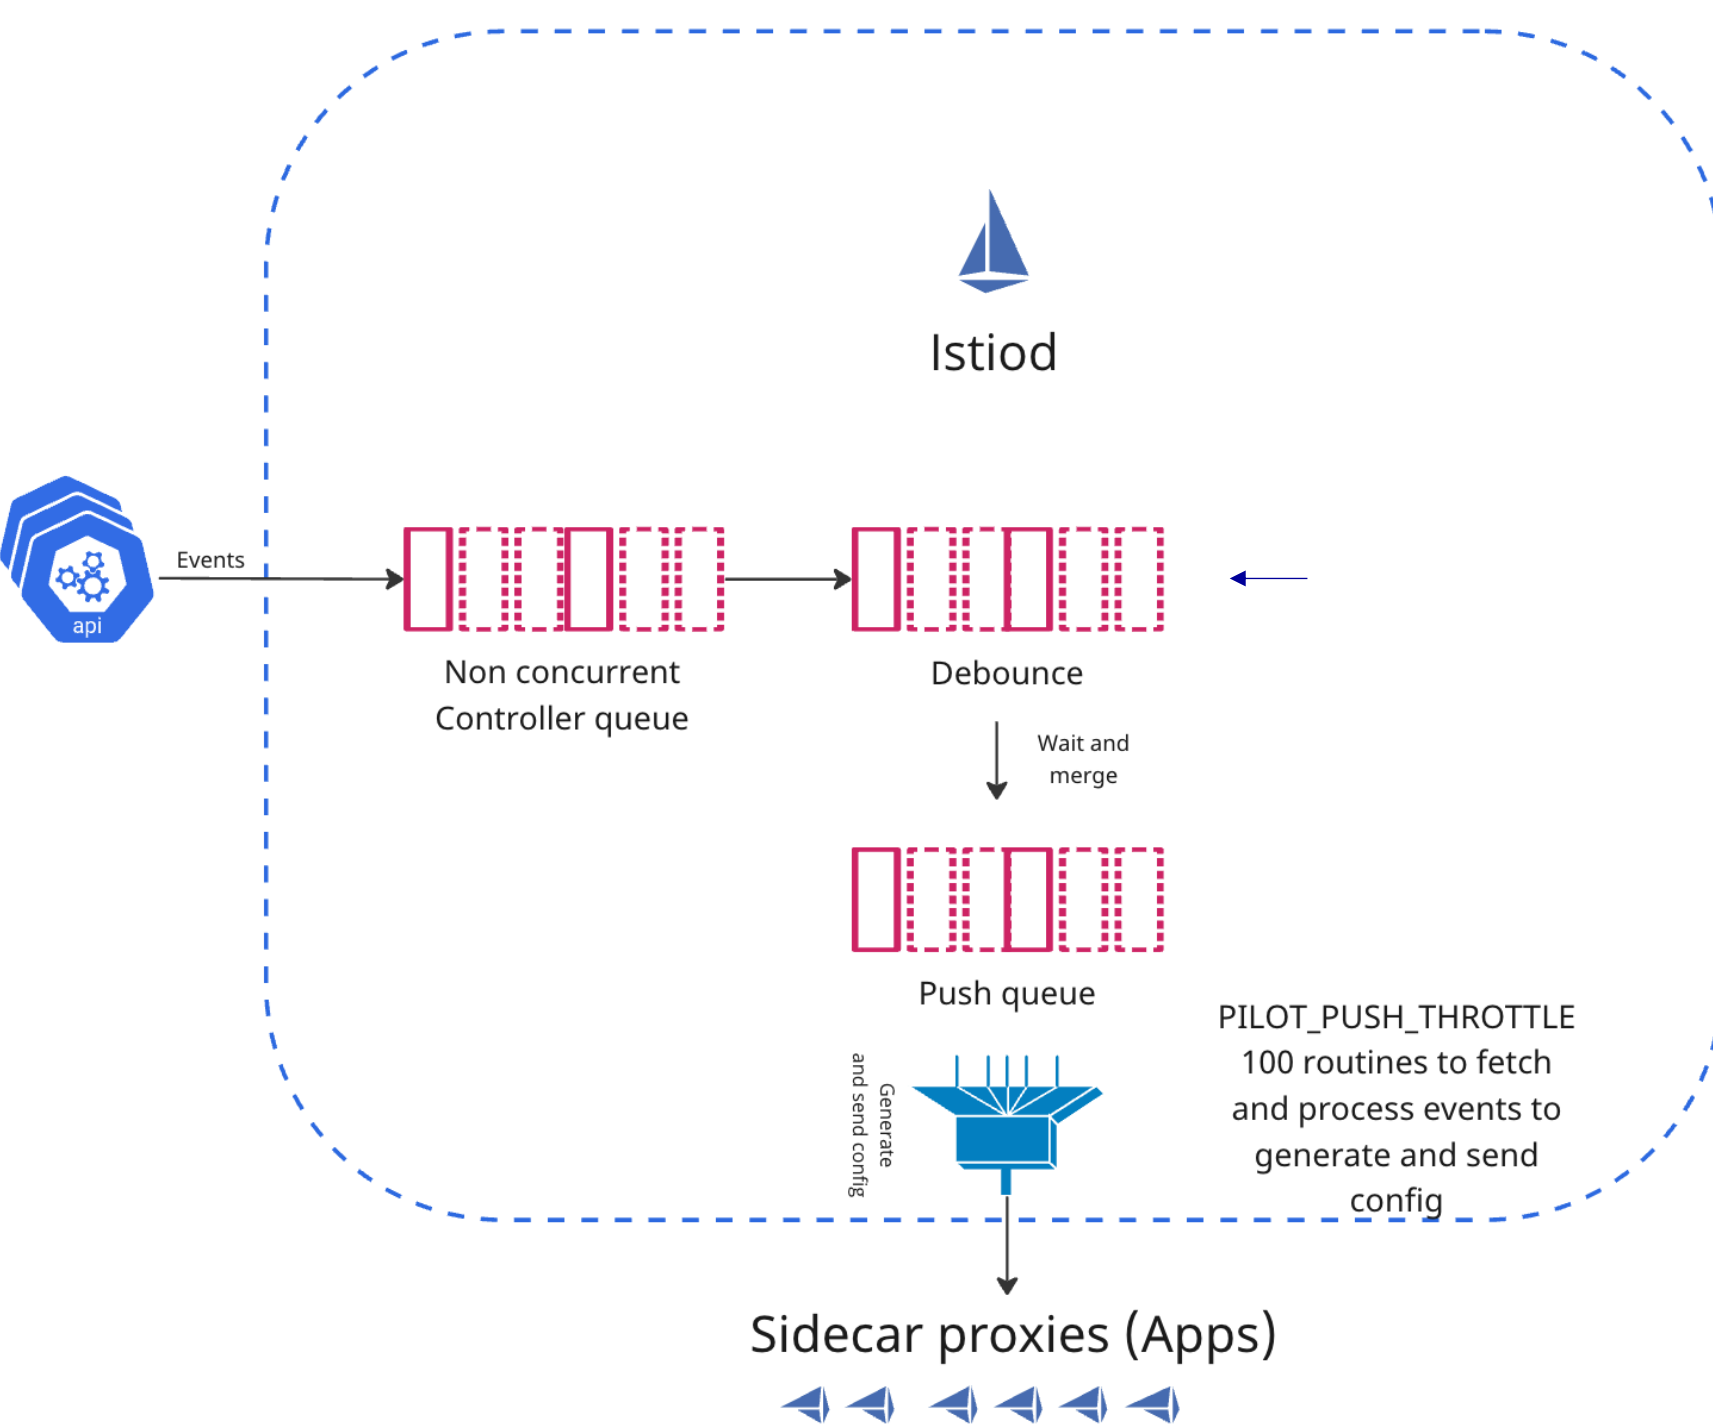 Istiod
Events
api
Non concurrent
Controller queue
Debounce
Wait and
merge
Push queue
Generate
and send config
PILOT_PUSH_THROTTLE
100 routines to fetch
and process events to
generate and send
config
Sidecar proxies (Apps)